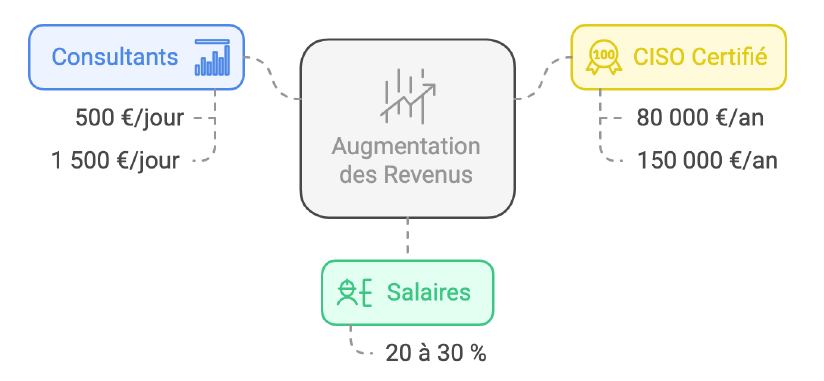 Consultants
500 €/jour
1 500 €/jour
Augmentation
des Revenus
100
CISO Certifié
80 000 €/an
150 000 €/an
Salaires
20 à 30 %